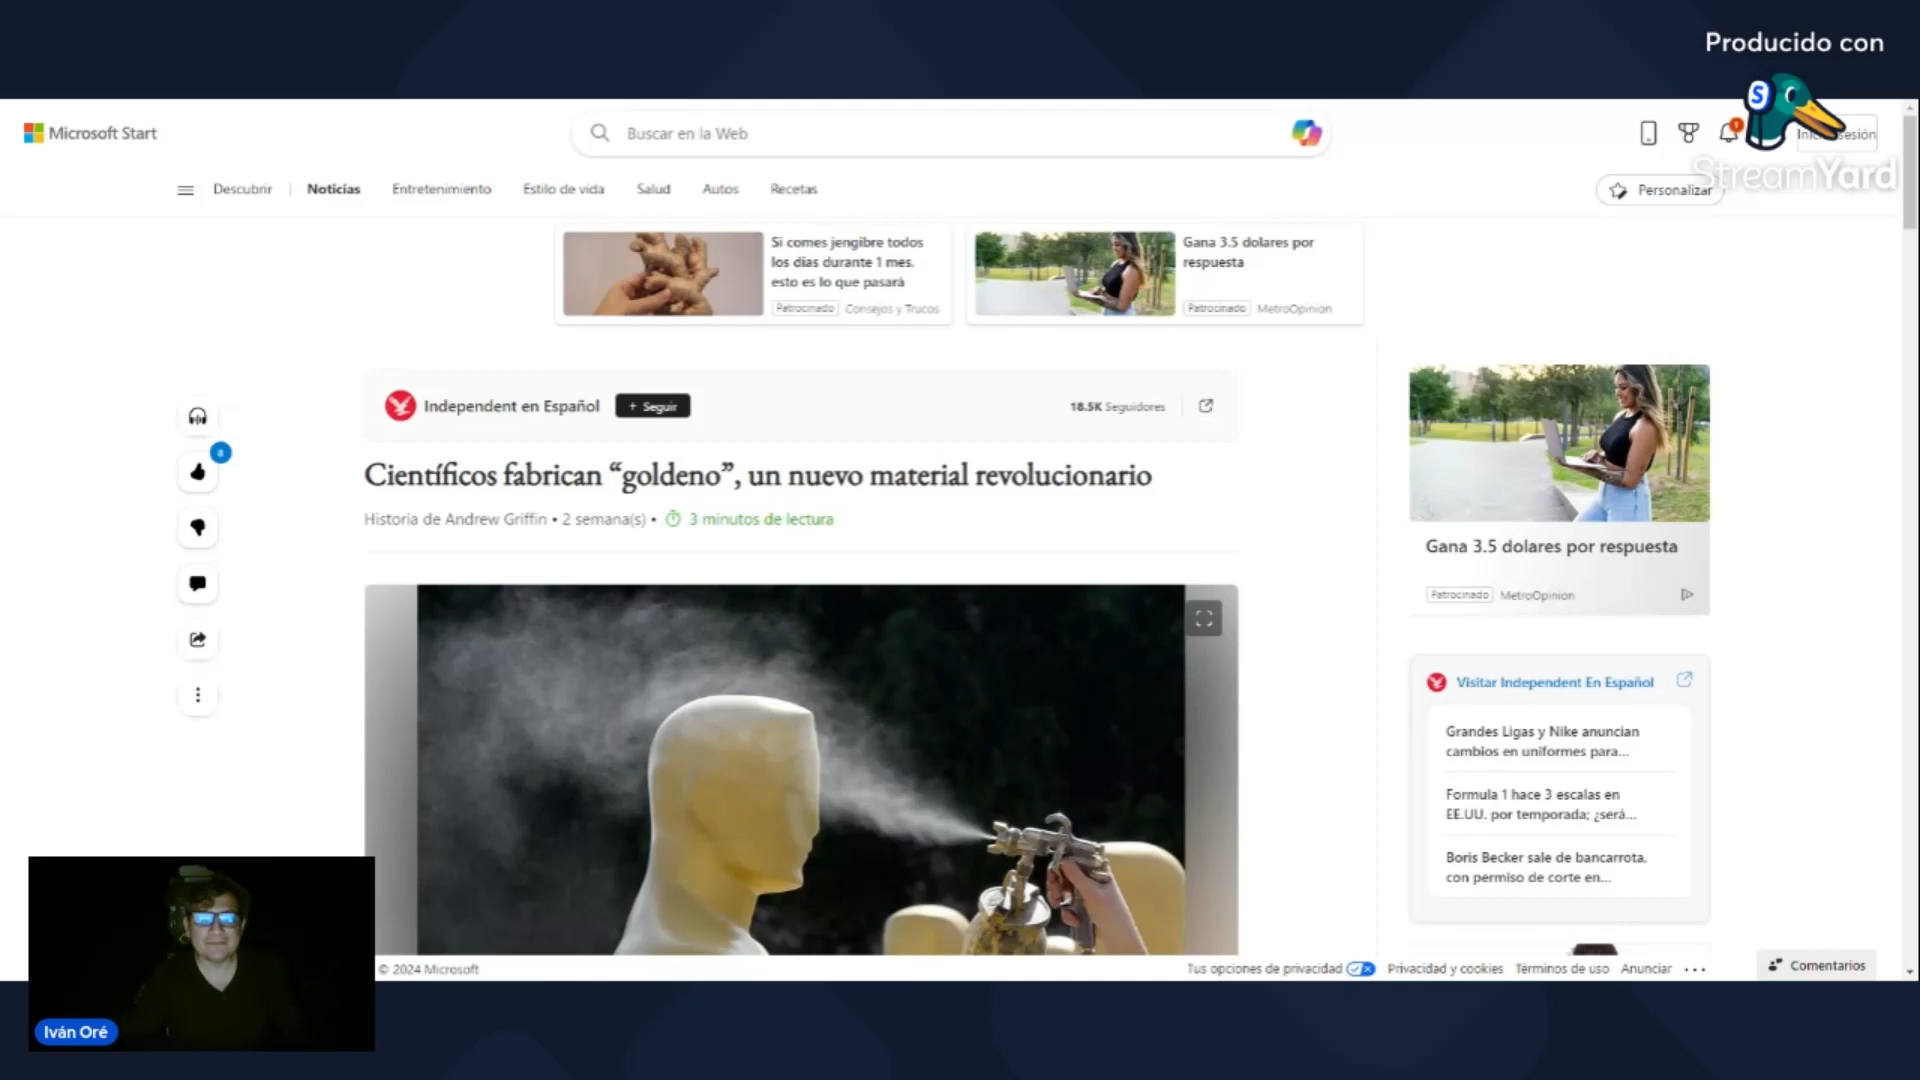 Producido con
S
StreamYard
Microsoft Start
Buscar en la Web
Descubrir
Noticias
Entretenimiento
Estilo de vida
Salud
Autos
Recetas
Personalizar
Si comes jengibre todos
los días durante 1 mes.
esto es lo que pasará
Patrocinado Consejos y Trucos
Gana 3.5 dolares por
respuesta
Patrocinado MetroOpinion
Independent en Español
+ Seguir
18.5K Seguidores
8
Científicos fabrican “goldeno”, un nuevo material revolucionario
Historia de Andrew Griffin • 2 semana(s) • 3 minutos de lectura
Gana 3.5 dolares por respuesta
Patrocinado MetroOpinion
Visitar Independent En Español
Grandes Ligas y Nike anuncian
cambios en uniformes para...
Formula 1 hace 3 escalas en
EE.UU. por temporada; ¿será...
Boris Becker sale de bancarrota,
con permiso de corte en...
© 2024 Microsoft
Tus opciones de privacidad
Privacidad y cookies
Términos de uso
Anunciar
Comentarios
Iván Oré